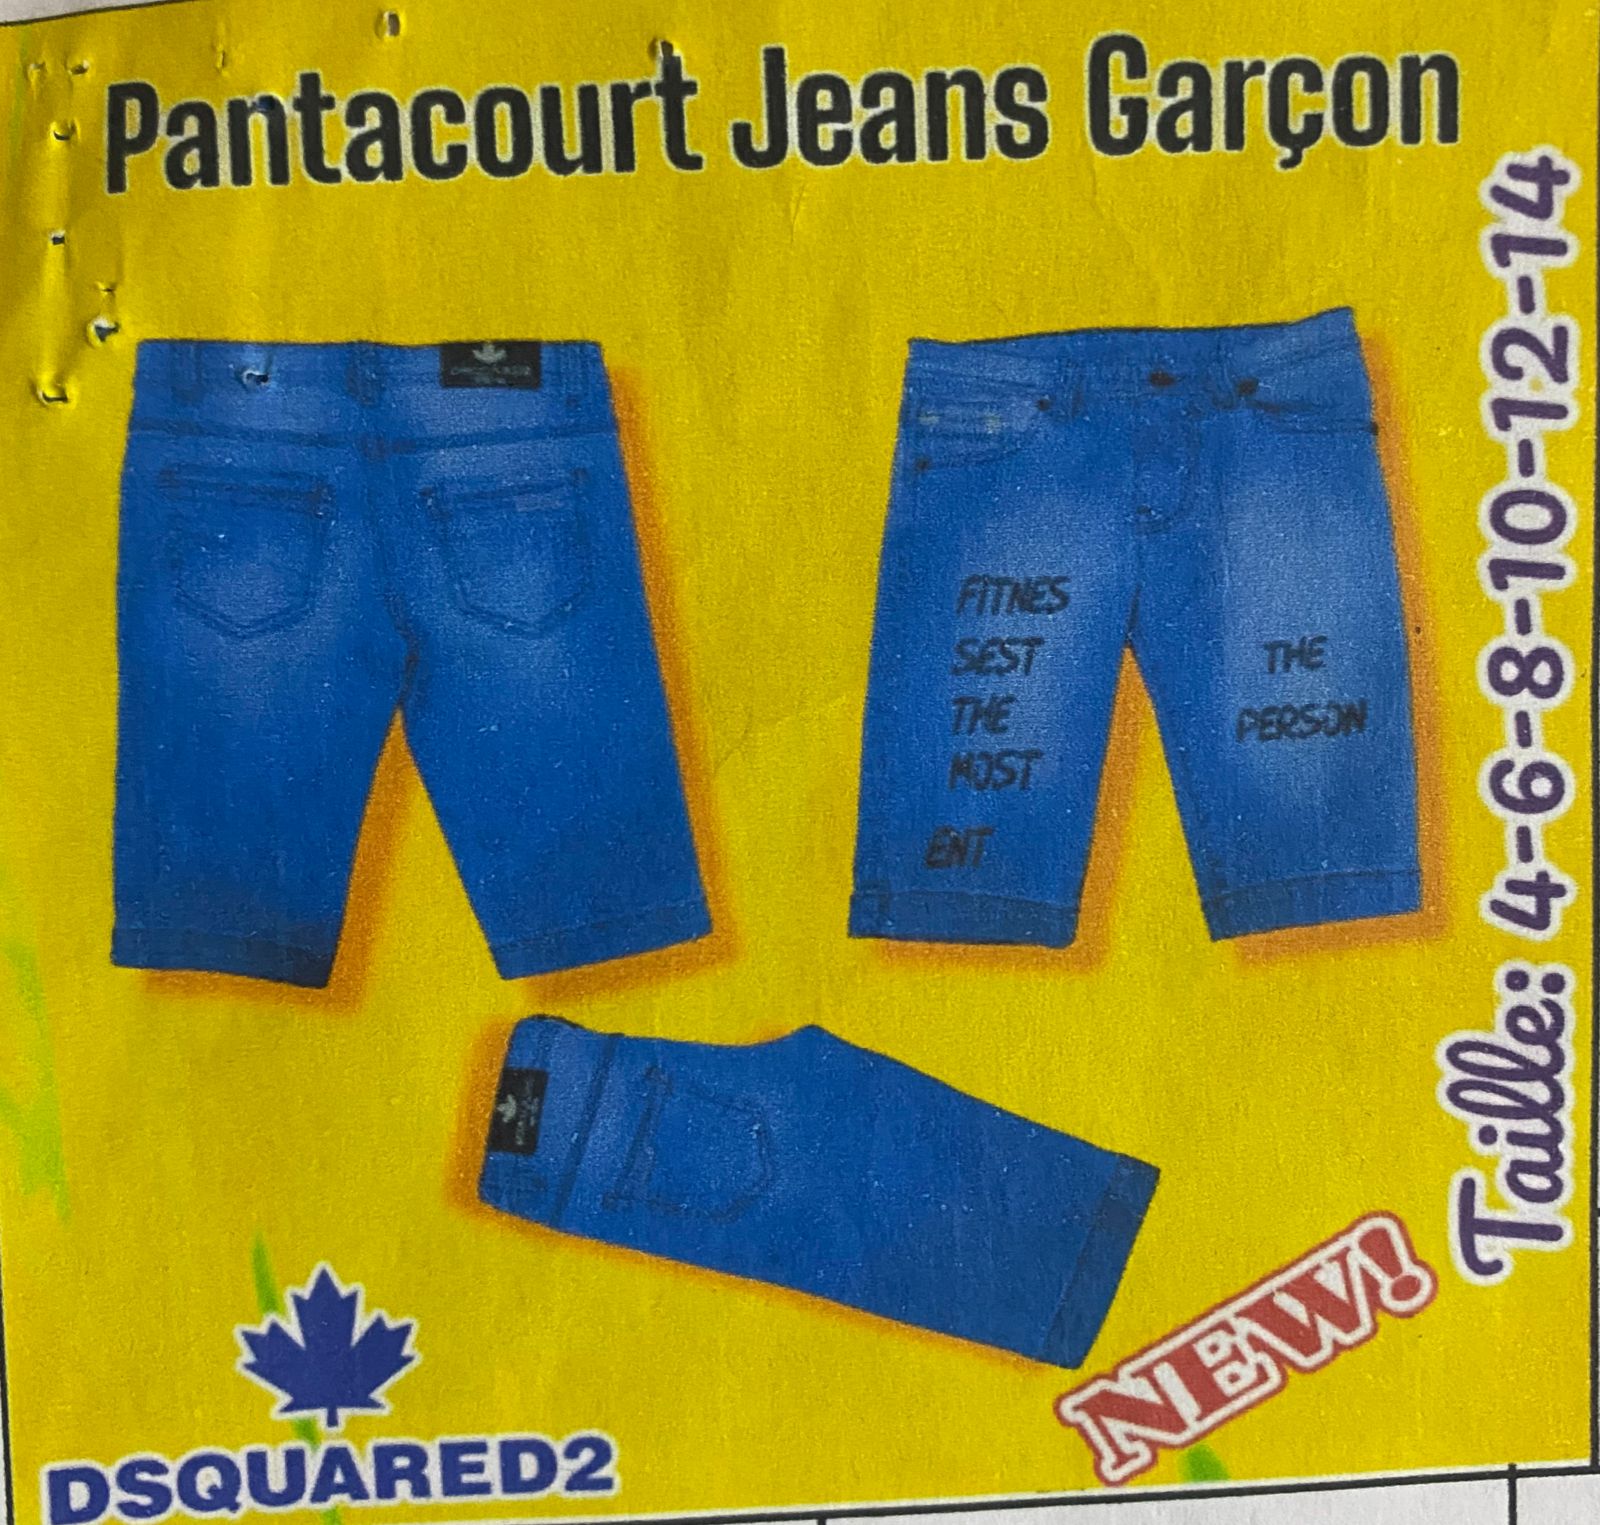 Pantacourt Jeans Garçon
Taille: 4-6-8-10-12-14
FITNES
SEST
THE
MOST
ENT
THE
PERSON
NEW!
DSQUARED2